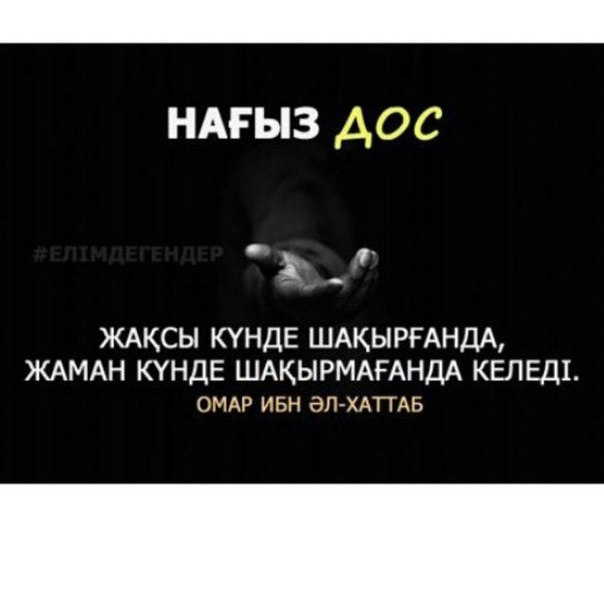 НАҒЫЗ ДОС
#ЕЛІМДЕГЕНДЕР
ЖАҚСЫ КҮНДЕ ШАҚЫРҒАНДА,
ЖАМАН КҮНДЕ ШАҚЫРМАҒАНДА КЕЛЕДІ.
ОМАР ИБН ӘЛ-ХАТТАБ